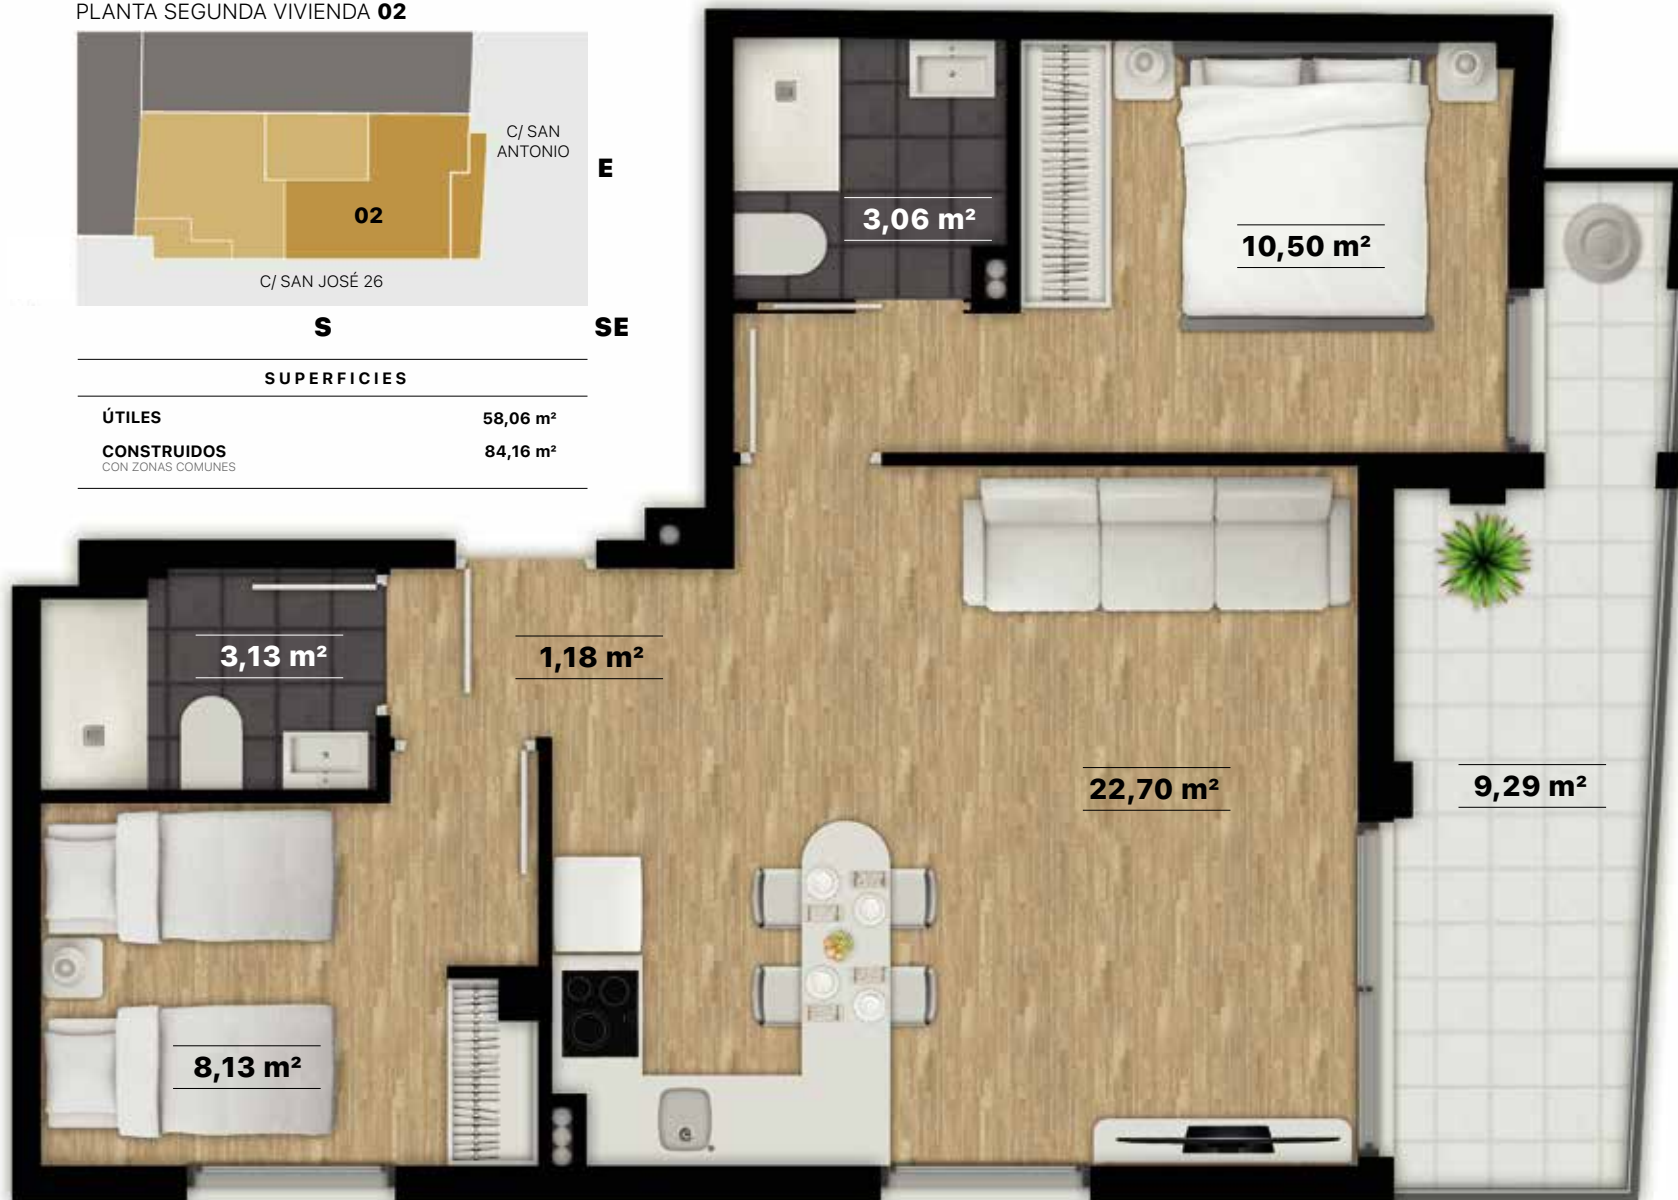 PLANTA SEGUNDA VIVIENDA 02
C/ SAN
ANTONIO
E
02
C/ SAN JOSÉ 26
S
SE
SUPERFICIES
ÚTILES 58,06 m²
CONSTRUIDOS 84,16 m²
CON ZONAS COMUNES
3,06 m²
10,50 m²
3,13 m²
1,18 m²
22,70 m²
9,29 m²
8,13 m²